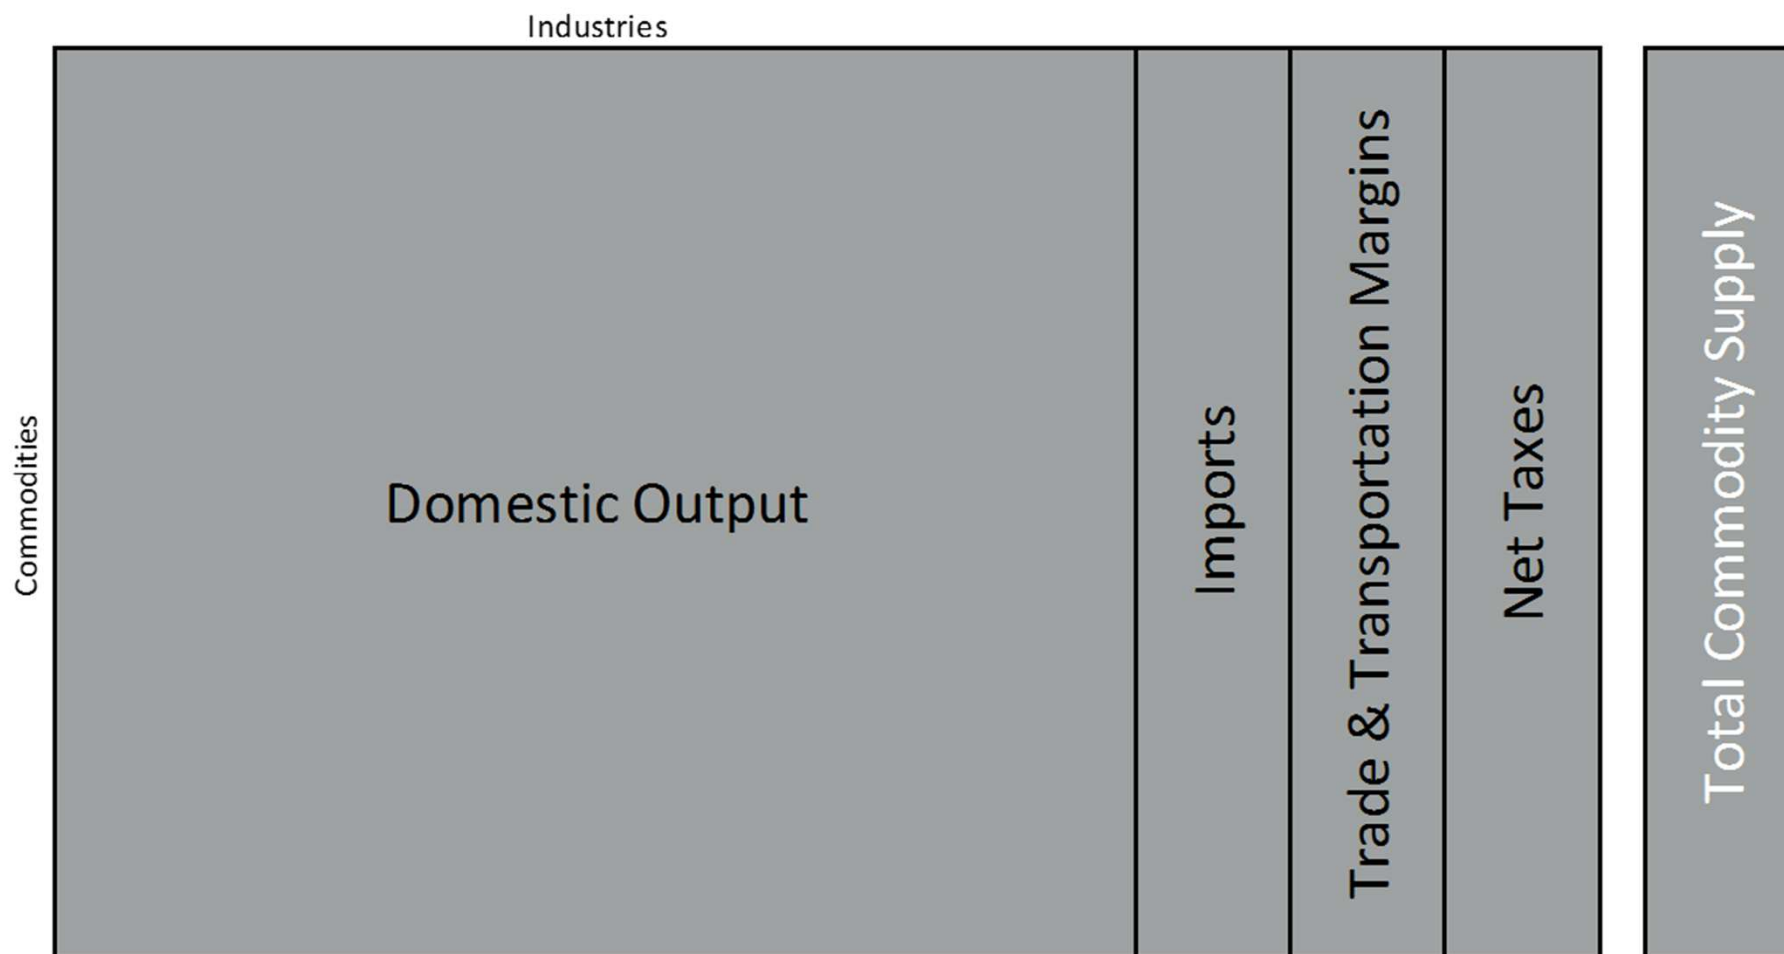 Industries
Commodities
Domestic Output
Imports
Trade & Transportation Margins
Net Taxes
Total Commodity Supply